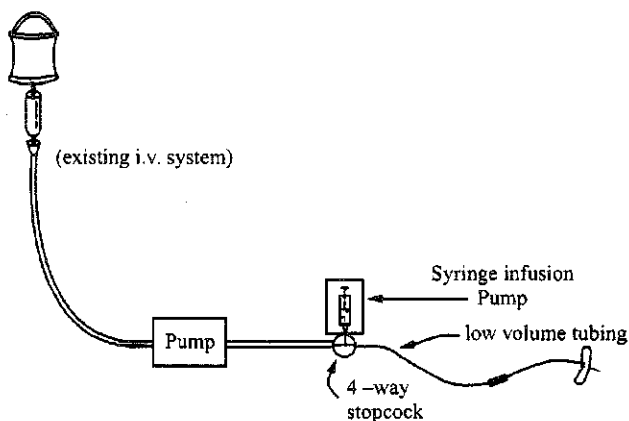 (existing i.v. system)
Syringe infusion
Pump
Pump
low volume tubing
4 –way
stopcock